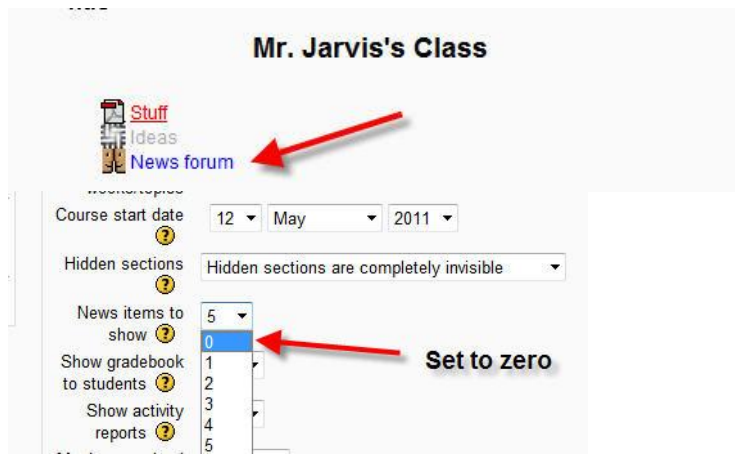 Mr. Jarvis's Class
Stuff
Ideas
News forum
weeks/topics
Course start date 12 May 2011
?
Hidden sections Hidden sections are completely invisible
?
News items to 5
show ?
0
Set to zero
Show gradebook 1
to students ? 2
Show activity 3
reports ? 4
5